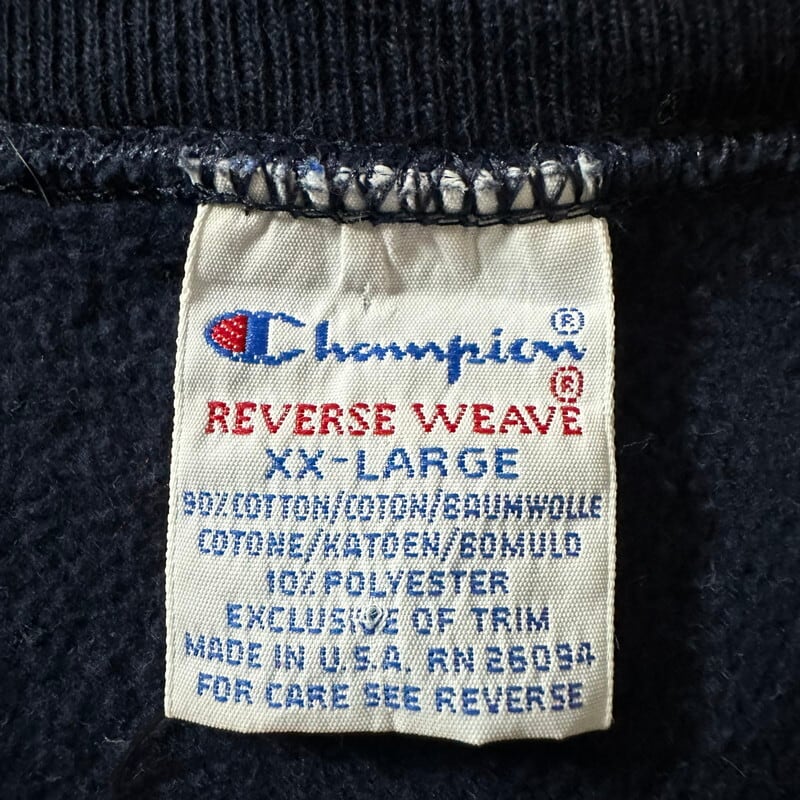 Champion®
REVERSE WEAVE®
XX-LARGE
90% COTTON/COTON/BAUMWOLLE
COTONE/KATOEN/BOMULD
10% POLYESTER
EXCLUSIVE OF TRIM
MADE IN U.S.A. RN 26094
FOR CARE SEE REVERSE